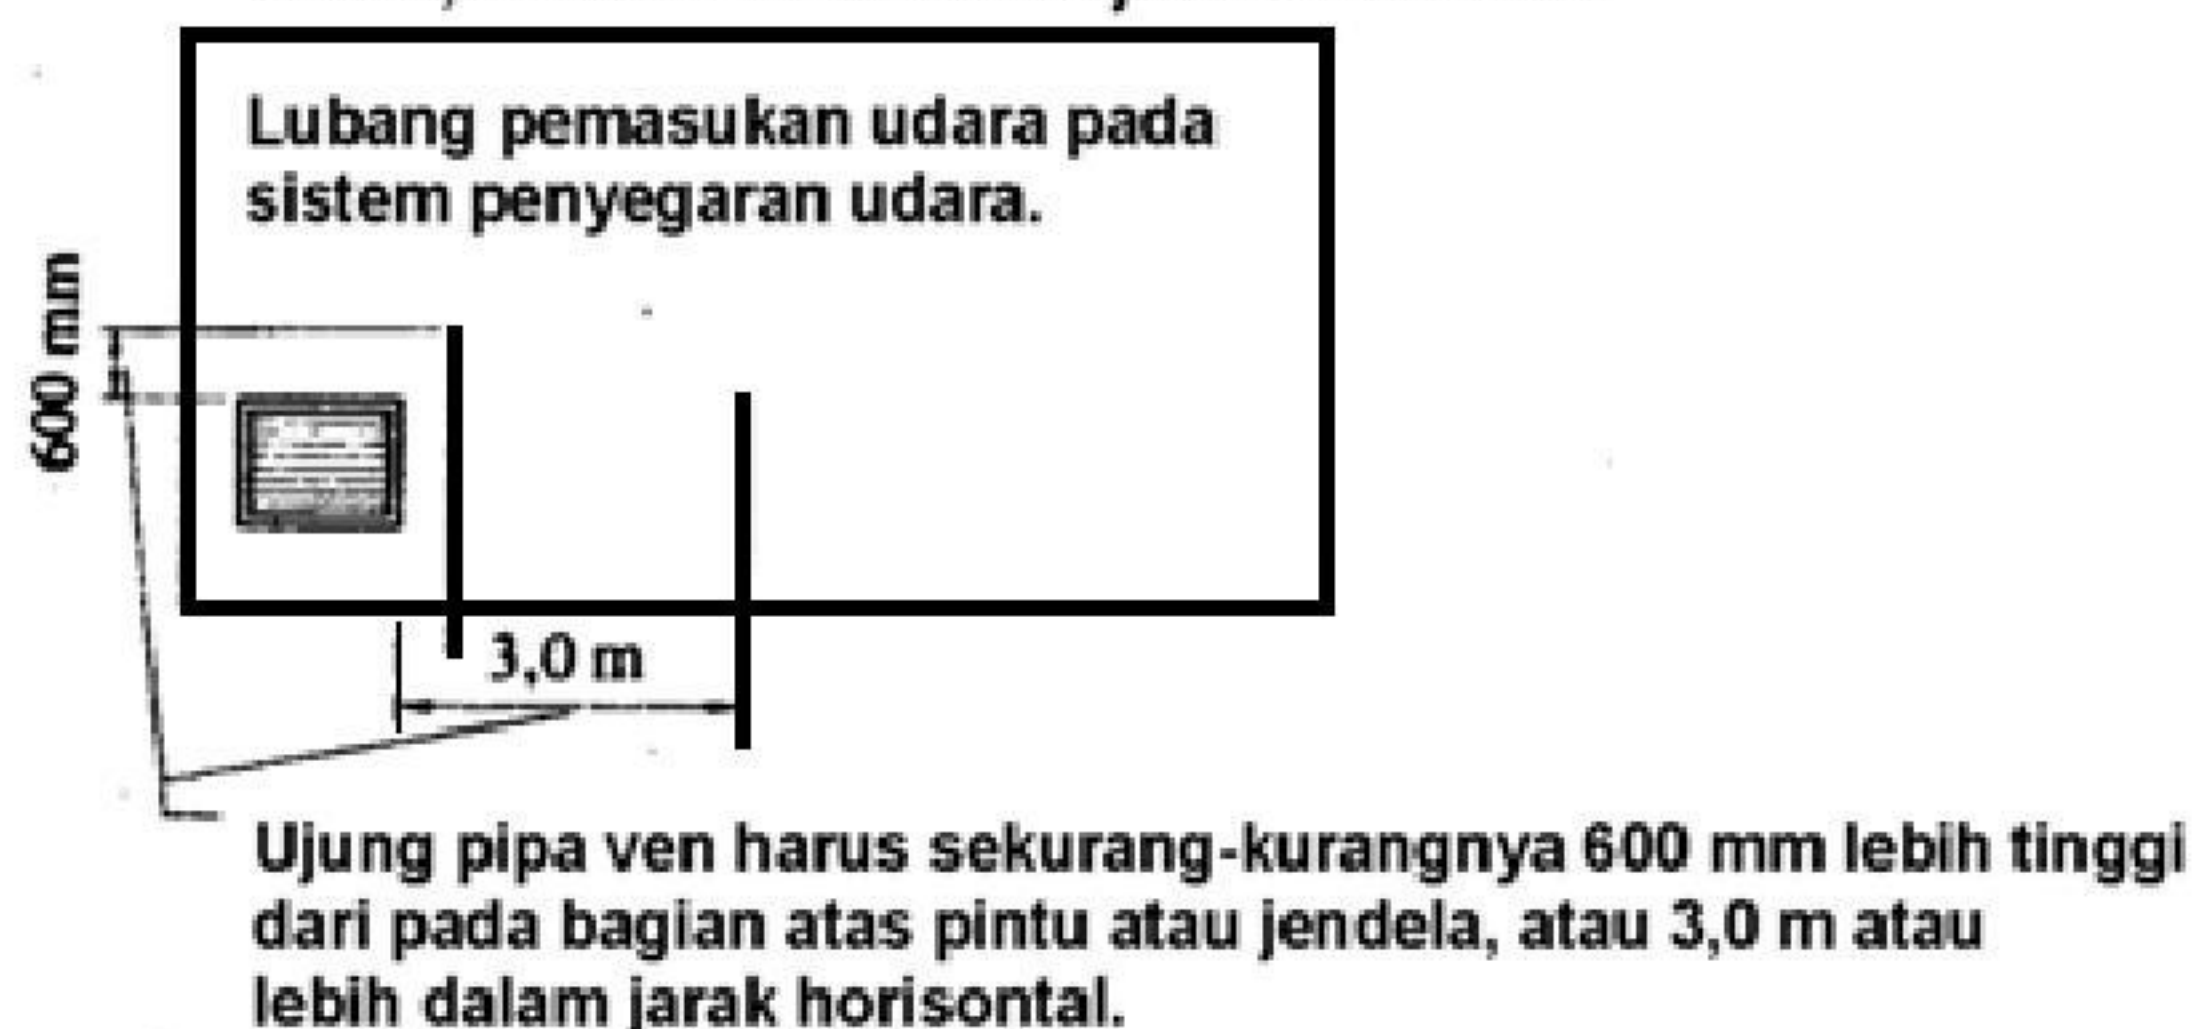 Lubang pemasukan udara pada
sistem penyegaran udara.
600 mm
3,0 m
Ujung pipa ven harus sekurang-kurangnya 600 mm lebih tinggi
dari pada bagian atas pintu atau jendela, atau 3,0 m atau
lebih dalam jarak horisontal.